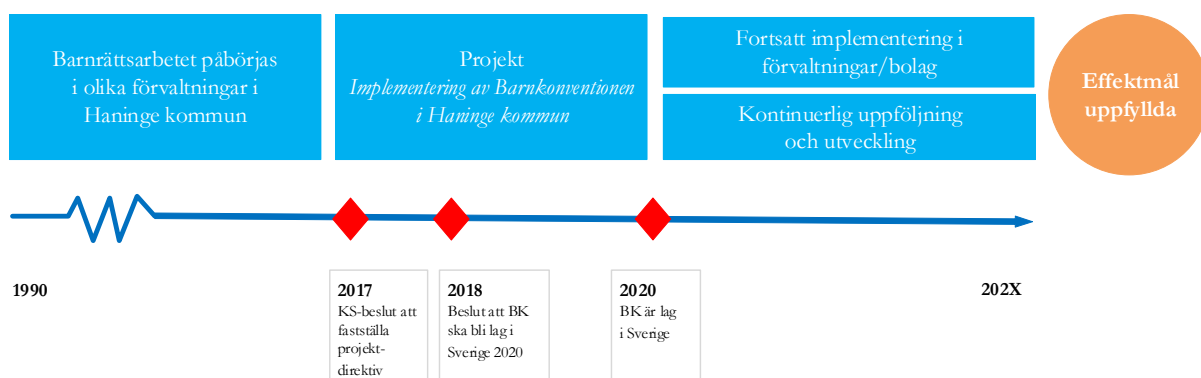 Barnrättsarbetet påbörjas
i olika förvaltningar i
Haninge kommun
Projekt
Implementering av Barnkonventionen
i Haninge kommun
Fortsatt implementering i
förvaltningar/bolag
Kontinuerlig uppföljning
och utveckling
Effektmål
uppfyllda
1990
2017
KS-beslut att
fastställa
projekt-
direktiv
2018
Beslut att BK
ska bli lag i
Sverige 2020
2020
BK är lag
i Sverige
202X